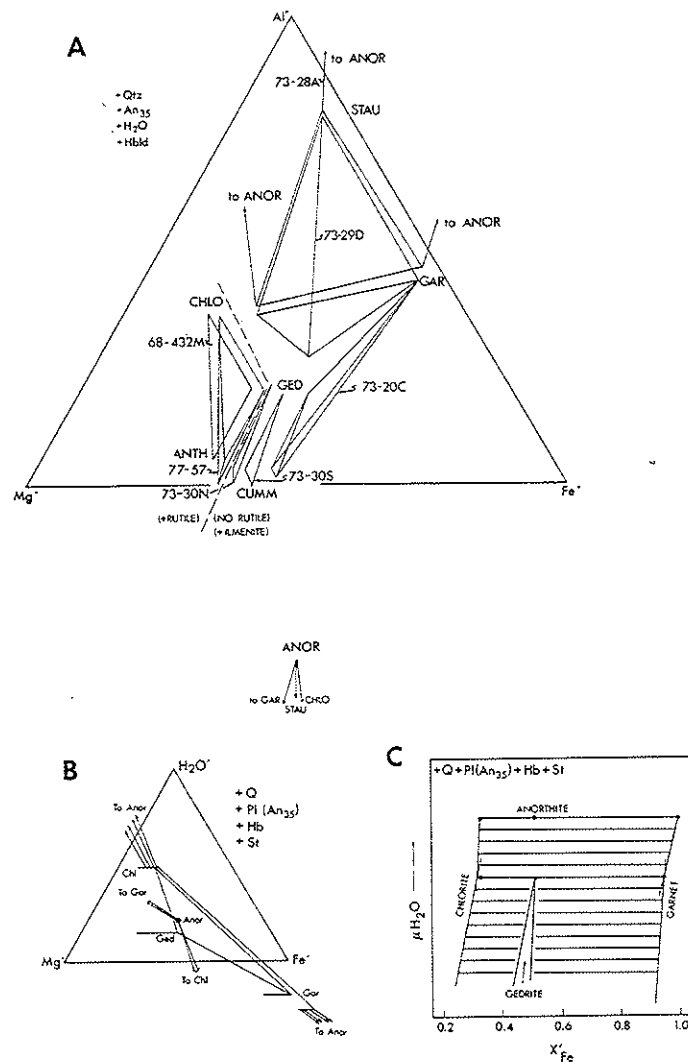 A
Al'
to ANOR
73-28A
STAU
+Qtz
+An35
+H2O
+Hbld
to ANOR
73-29D
to ANOR
GAR
CHLO
68-432M
GED
73-20C
ANTH
77-57
73-30N
CUMM
73-30S
Mg'
Fe'
(+RUTILE)
(NO RUTILE)
(+ILMENITE)
ANOR
to GAR
CHLO
STAU
B
H2O'
+ Q
+ Pl (An35)
+ Hb
+ St
To Anor
Chl
To Gar
Anor
Ged
Mg'
Fe'
To Chl
Gar
To Anor
C
+Q+Pl(An35)+Hb+St
ANORTHITE
CHLORITE
GARNET
GEDRITE
μH2O
0.2 0.4 0.6 0.8 1.0
X'Fe